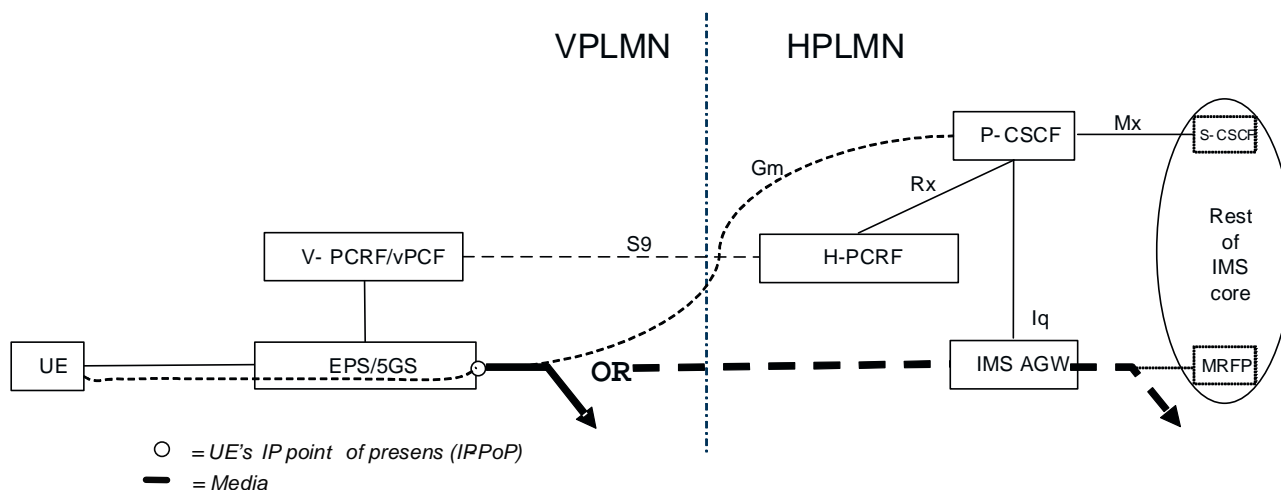 VPLMN
HPLMN
P- CSCF
Mx
S- CSCF
Gm
Rx
Rest
of
IMS
core
V- PCRF/vPCF
S9
H-PCRF
Iq
UE
EPS/5GS
OR
IMS AGW
MRFP
= UE's IP point of presens (IPPoP)
= Media